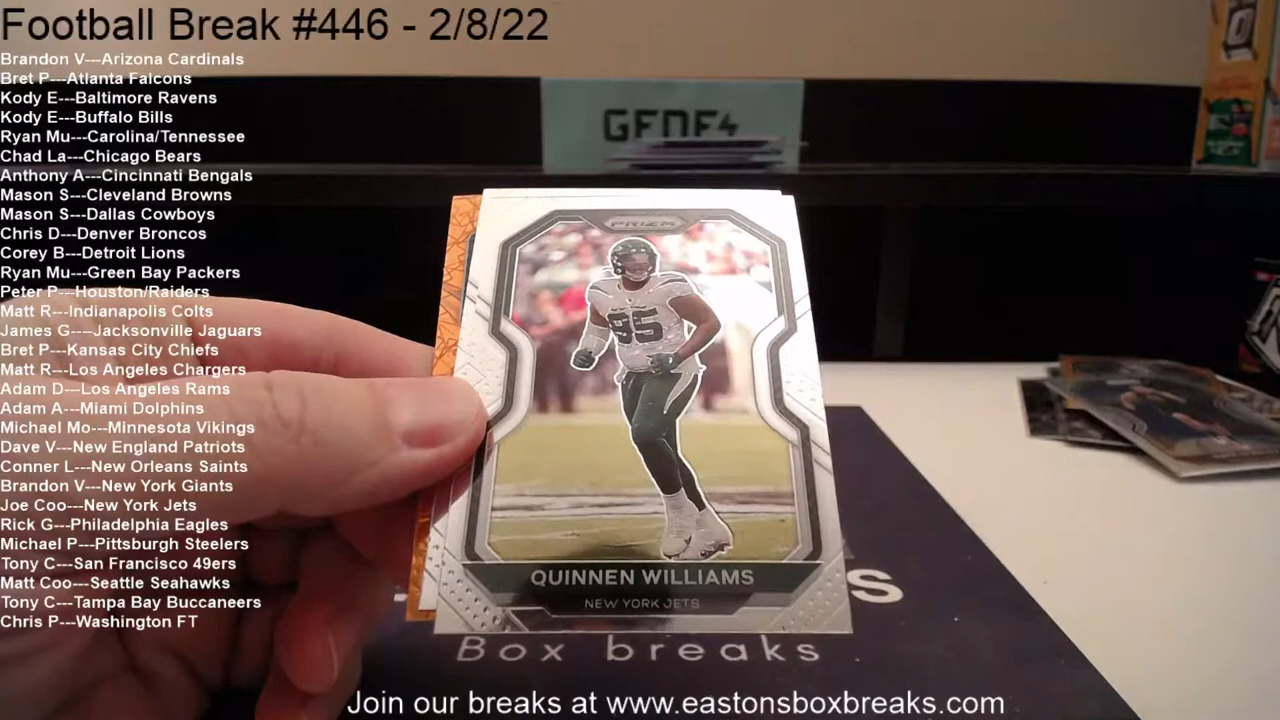 Football Break #446 - 2/8/22
Brandon V---Arizona Cardinals
Bret P---Atlanta Falcons
Kody E---Baltimore Ravens
Kody E---Buffalo Bills
Ryan Mu---Carolina/Tennessee
Chad La---Chicago Bears
Anthony A---Cincinnati Bengals
Mason S---Cleveland Browns
Mason S---Dallas Cowboys
Chris D---Denver Broncos
Corey B---Detroit Lions
Ryan Mu---Green Bay Packers
Peter P---Houston/Raiders
Matt R---Indianapolis Colts
James G----Jacksonville Jaguars
Bret P---Kansas City Chiefs
Matt R---Los Angeles Chargers
Adam D---Los Angeles Rams
Adam A---Miami Dolphins
Michael Mo---Minnesota Vikings
Dave V---New England Patriots
Conner L---New Orleans Saints
Brandon V---New York Giants
Joe Coo---New York Jets
Rick G---Philadelphia Eagles
Michael P---Pittsburgh Steelers
Tony C---San Francisco 49ers
Matt Coo---Seattle Seahawks
Tony C---Tampa Bay Buccaneers
Chris P---Washington FT
PRIZM
95
QUINNEN WILLIAMS
NEW YORK JETS
Box breaks
Join our breaks at www.eastonsboxbreaks.com